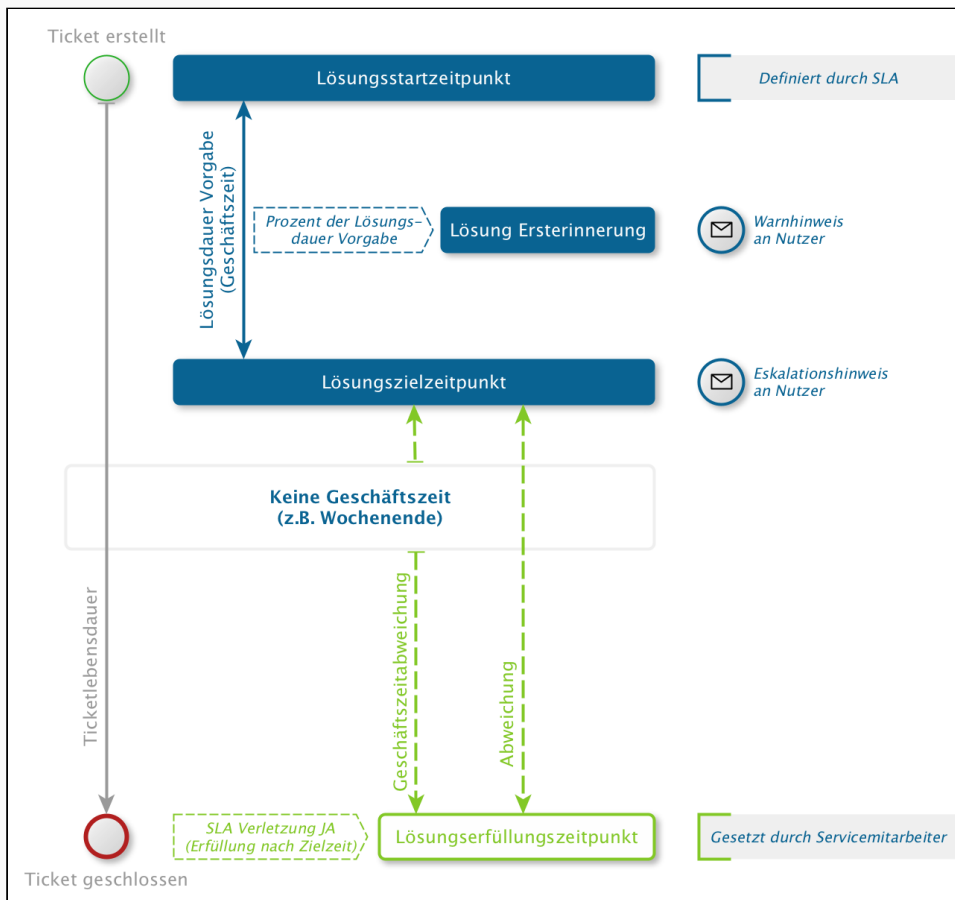 Ticket erstellt
Lösungsstartzeitpunkt
Definiert durch SLA
Lösungsdauer Vorgabe
(Geschäftszeit)
Prozent der Lösungs-
dauer Vorgabe
Lösung Ersterinnerung
Warnhinweis
an Nutzer
Lösungszielzeitpunkt
Eskalationshinweis
an Nutzer
Keine Geschäftszeit
(z.B. Wochenende)
Ticketlebensdauer
Geschäftszeitabweichung
Abweichung
SLA Verletzung JA
(Erfüllung nach Zielzeit)
Lösungserfüllungszeitpunkt
Gesetzt durch Servicemitarbeiter
Ticket geschlossen